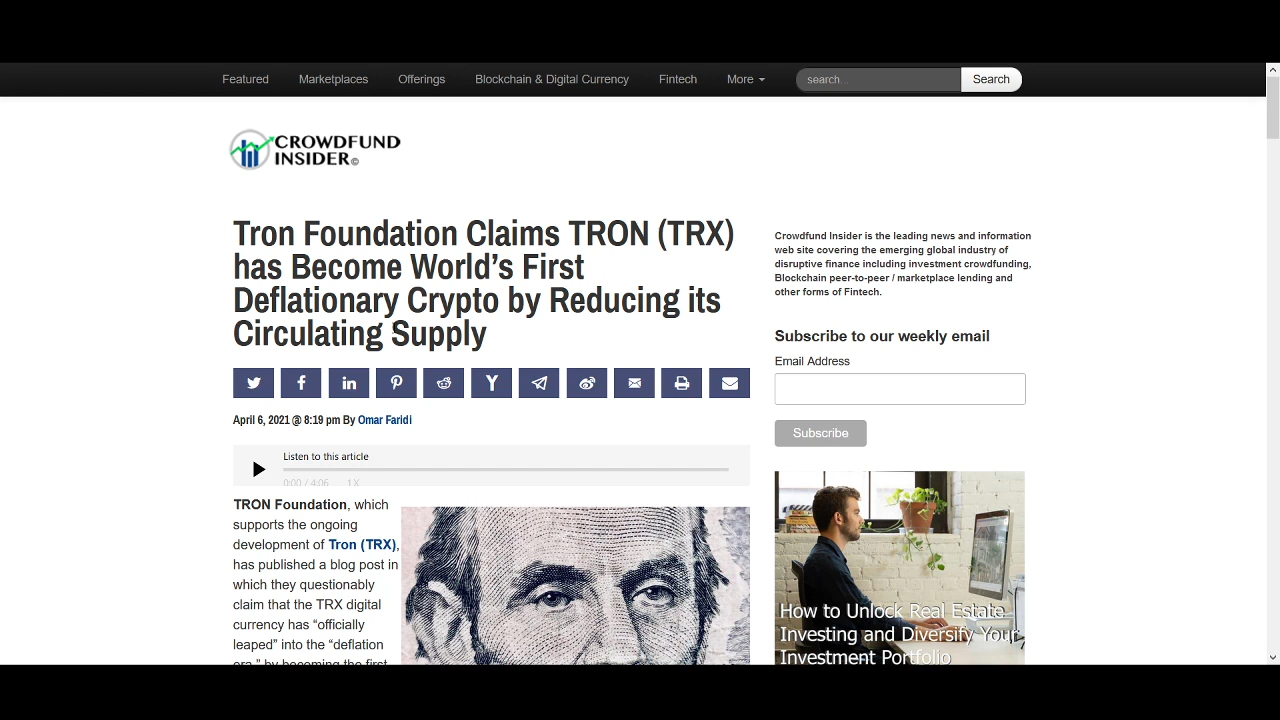 Featured
Marketplaces
Offerings
Blockchain & Digital Currency
Fintech
More
search...
Search
CROWDFUND
INSIDER©
Tron Foundation Claims TRON (TRX)
has Become World’s First
Deflationary Crypto by Reducing its
Circulating Supply
April 6, 2021 @ 8:19 pm By Omar Faridi
Listen to this article
0:00 / 4:06 1X
TRON Foundation, which
supports the ongoing
development of Tron (TRX),
has published a blog post in
which they questionably
claim that the TRX digital
currency has “officially
leaped” into the “deflation
era,” by becoming the first
Crowdfund Insider is the leading news and information
web site covering the emerging global industry of
disruptive finance including investment crowdfunding,
Blockchain peer-to-peer / marketplace lending and
other forms of Fintech.
Subscribe to our weekly email
Email Address
Subscribe
How to Unlock Real Estate
Investing and Diversify Your
Investment Portfolio